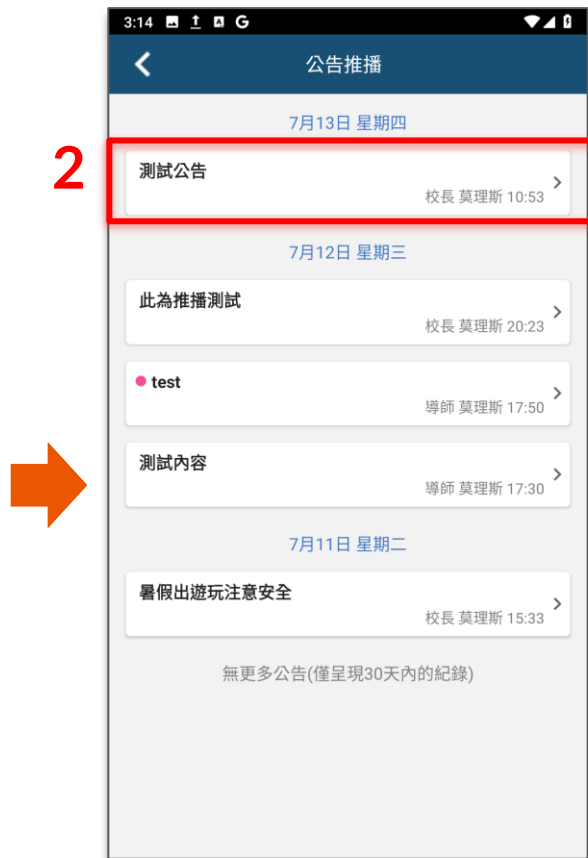 3:14 G
公告推播
7月13日 星期四
2
測試公告
校長 莫理斯 10:53
7月12日 星期三
此為推播測試
校長 莫理斯 20:23
test
導師 莫理斯 17:50
測試內容
導師 莫理斯 17:30
7月11日 星期二
暑假出遊玩注意安全
校長 莫理斯 15:33
無更多公告(僅呈現30天內的紀錄)